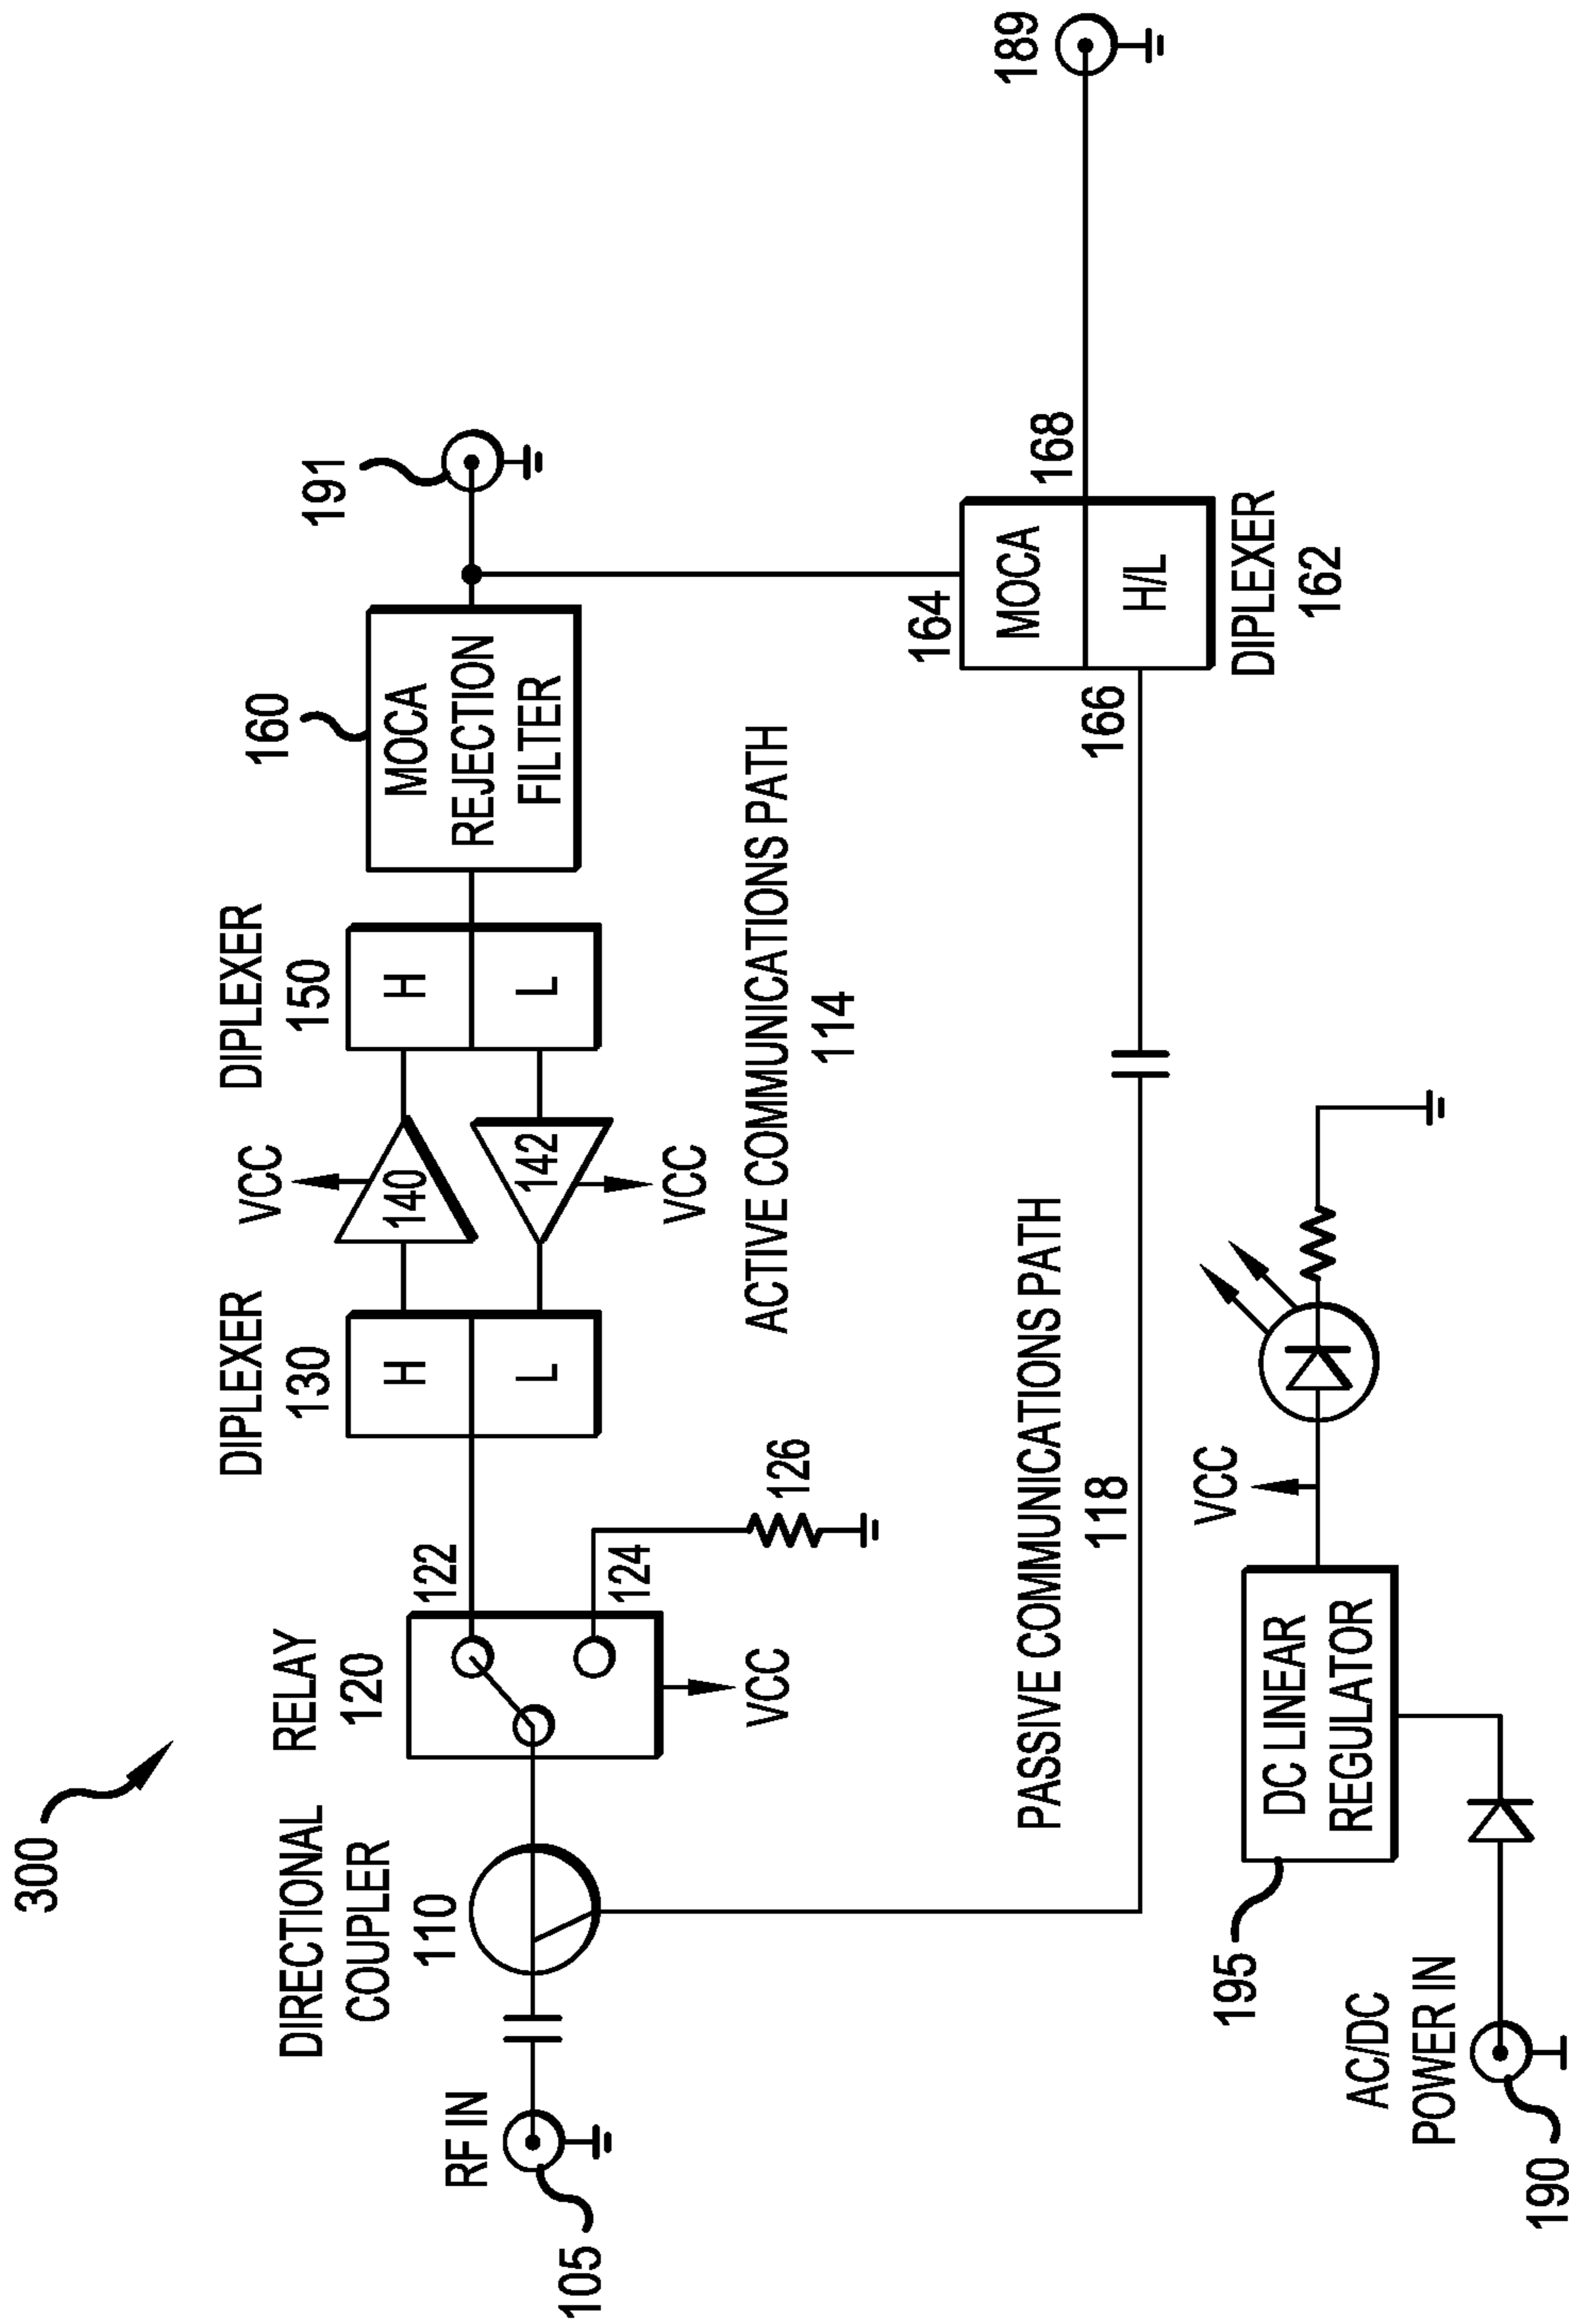 300
RF IN
105
DIRECTIONAL
COUPLER
110
RELAY
120
122
124
126
VCC
DIPLEXER
130
H
L
VCC
140
142
VCC
DIPLEXER
150
H
L
160
MOCA
REJECTION
FILTER
191
ACTIVE COMMUNICATIONS PATH
114
PASSIVE COMMUNICATIONS PATH
118
164
MOCA
H/L
166
168
DIPLEXER
162
189
AC/DC
POWER IN
190
195
DC LINEAR
REGULATOR
VCC